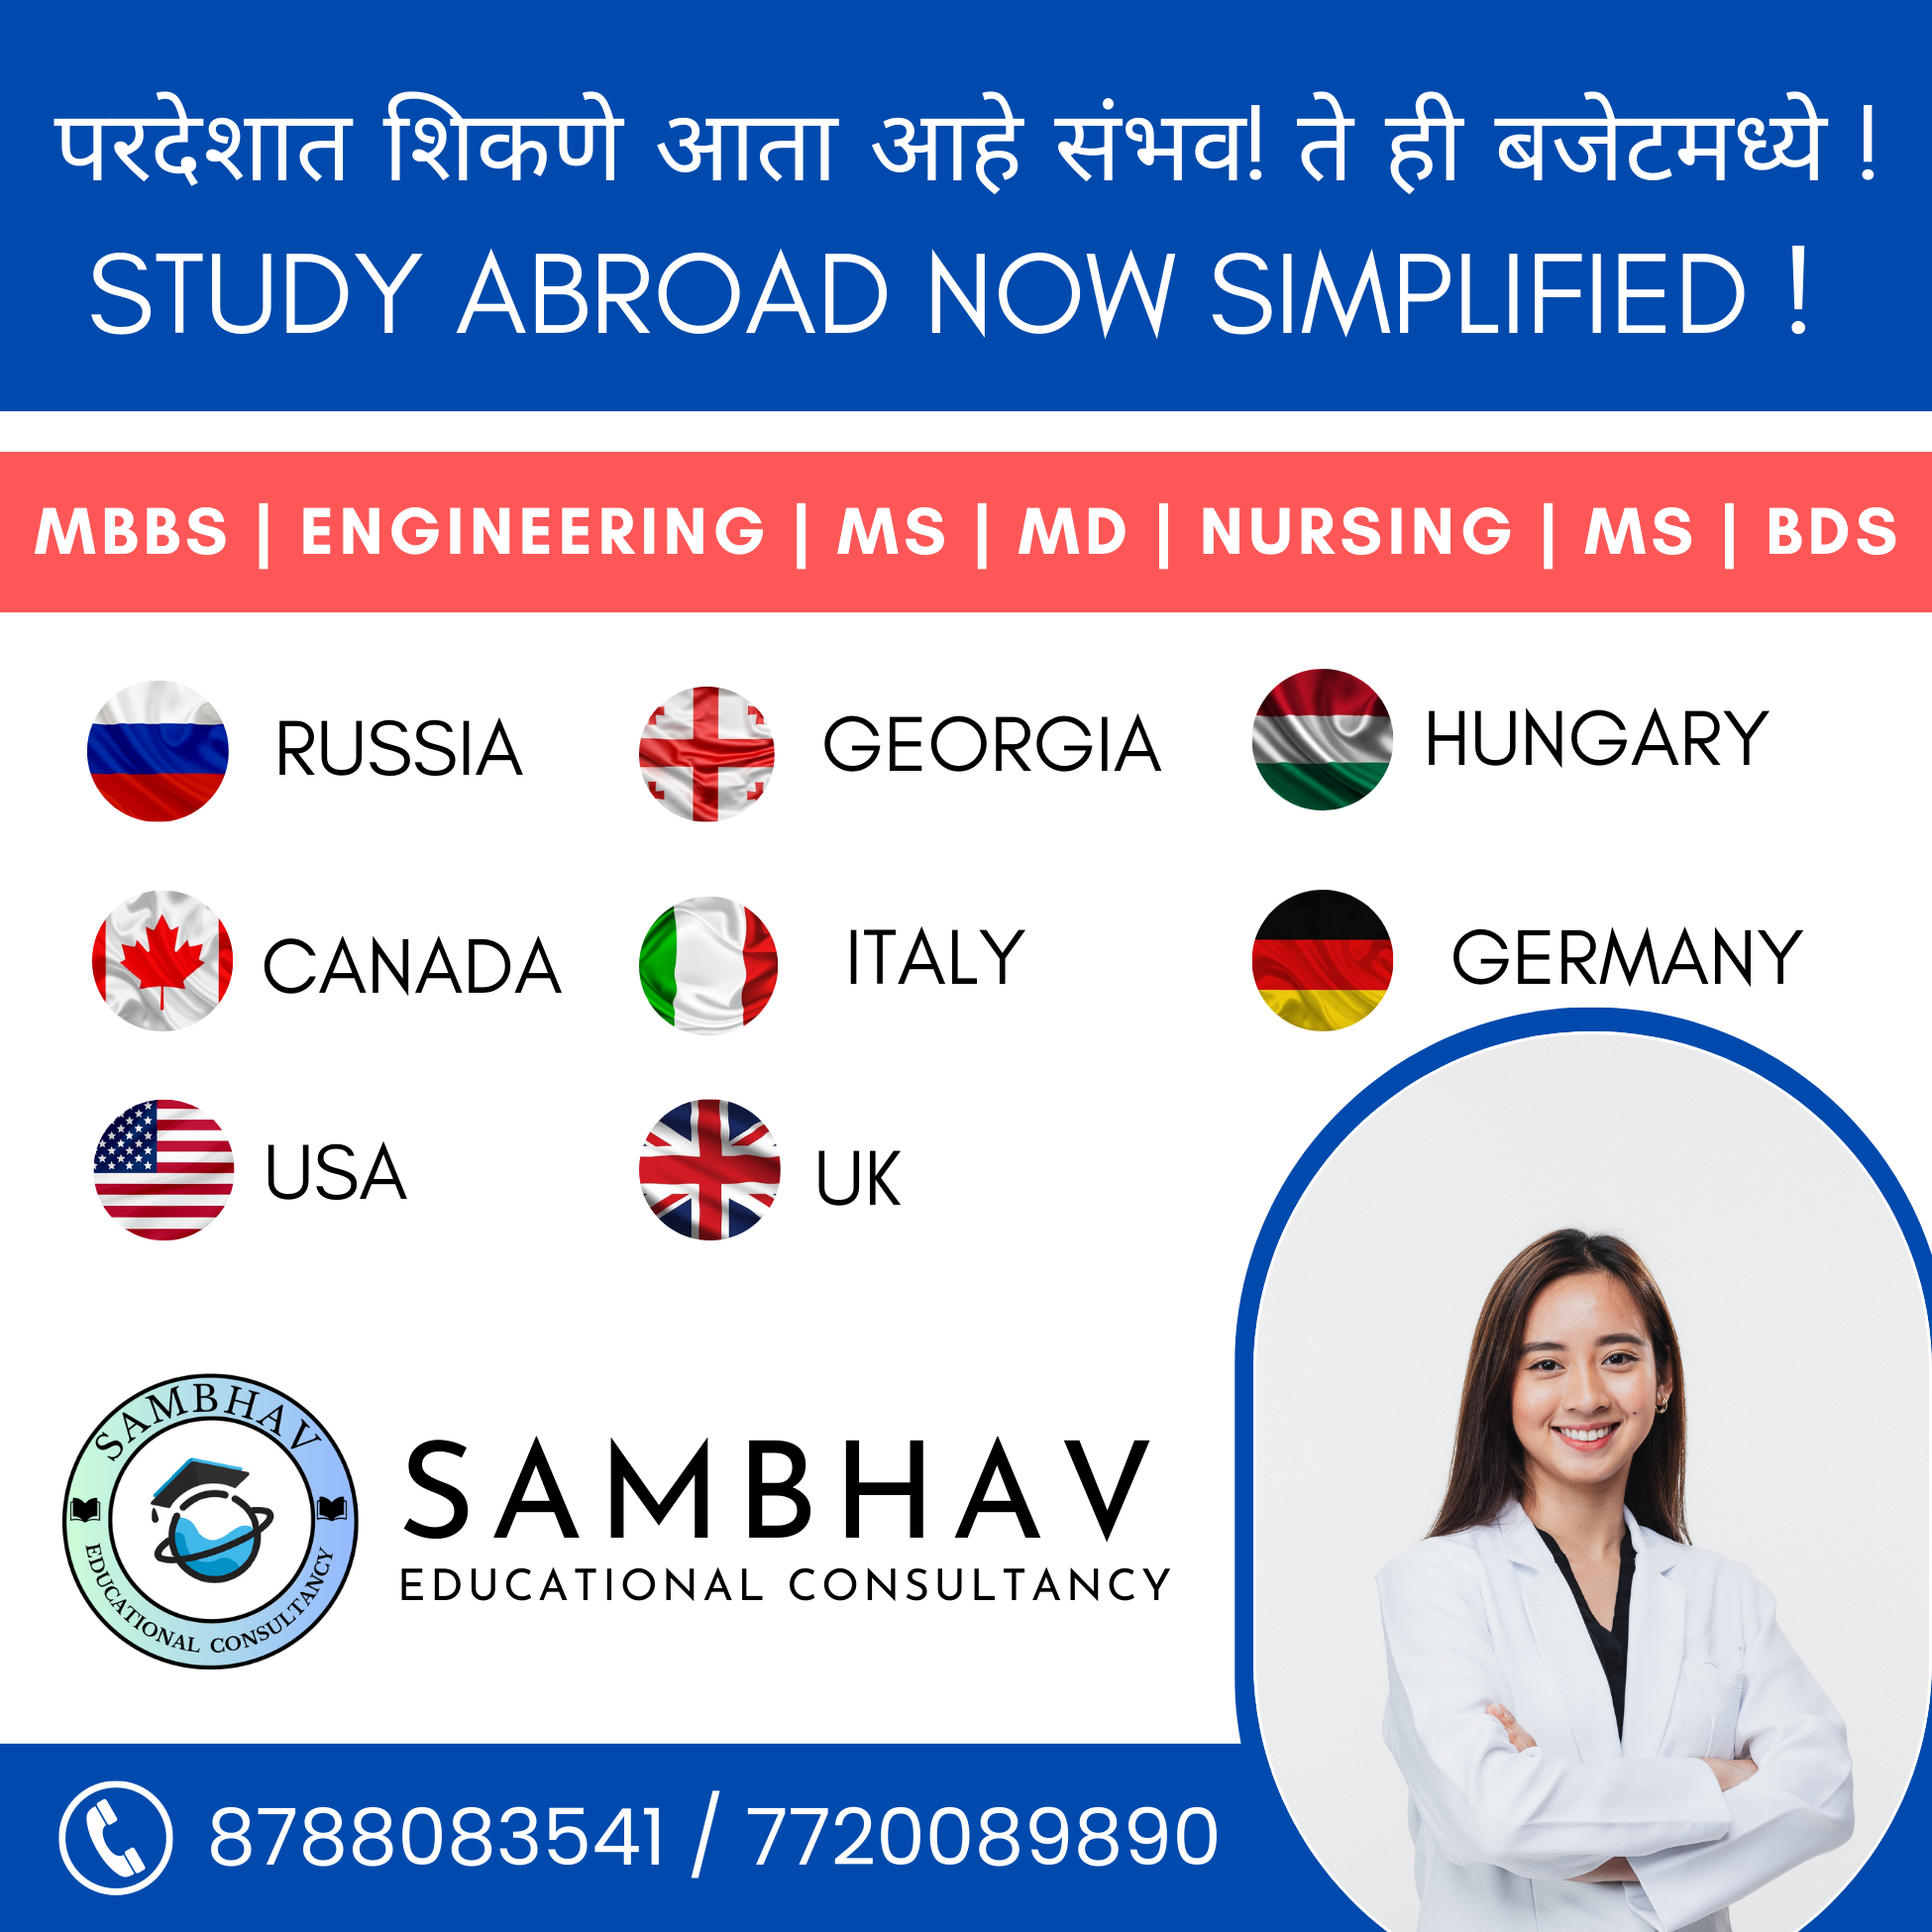 परदेशात शिकणे आता आहे संभव! ते ही बजेटमध्ये !
STUDY ABROAD NOW SIMPLIFIED !
MBBS | ENGINEERING | MS | MD | NURSING | MS | BDS
RUSSIA
GEORGIA
HUNGARY
CANADA
ITALY
GERMANY
USA
UK
SAMBHAV
EDUCATIONAL CONSULTANCY
SAMBHAV
EDUCATIONAL CONSULTANCY
8788083541 / 7720089890